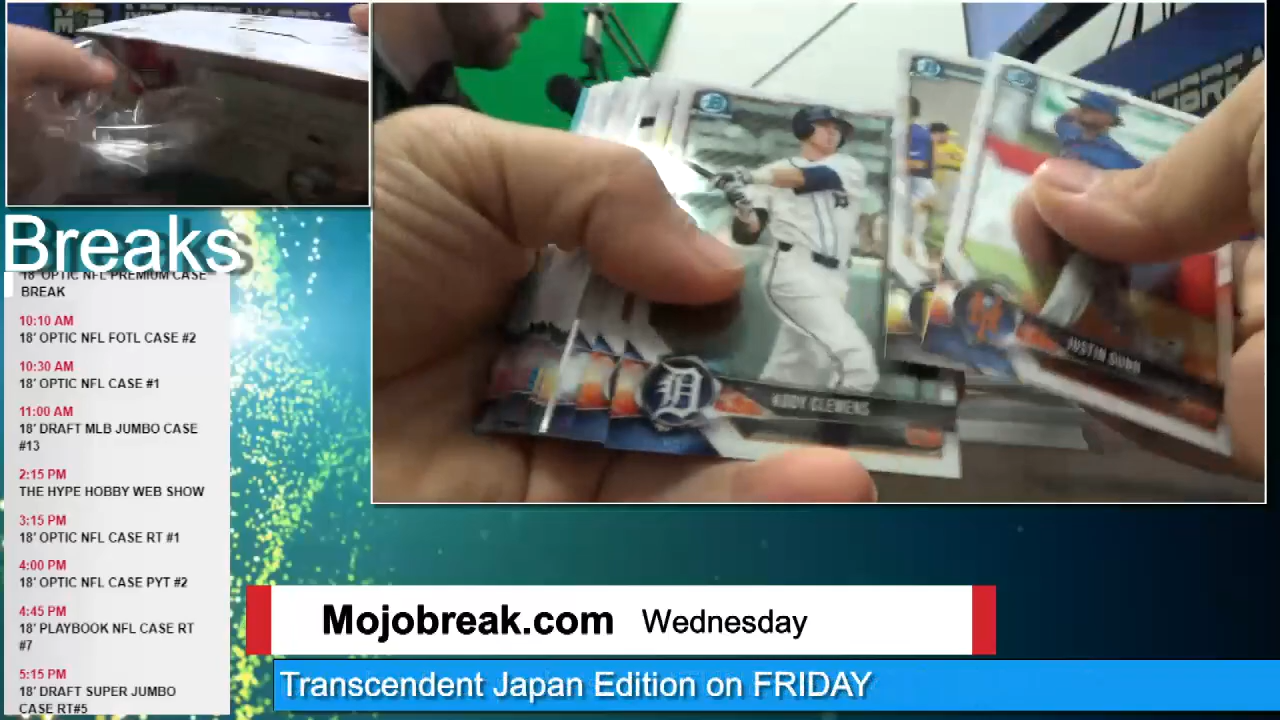 Breaks
18' OPTIC NFL PREMIUM CASE
BREAK
10:10 AM
18' OPTIC NFL FOTL CASE #2
10:30 AM
18' OPTIC NFL CASE #1
11:00 AM
18' DRAFT MLB JUMBO CASE
#13
2:15 PM
THE HYPE HOBBY WEB SHOW
3:15 PM
18' OPTIC NFL CASE RT #1
4:00 PM
18' OPTIC NFL CASE PYT #2
4:45 PM
18' PLAYBOOK NFL CASE RT
#7
5:15 PM
18' DRAFT SUPER JUMBO
CASE RT#5
KODY CLEMENS
JUSTIN DUNN
Mojobreak.com Wednesday
Transcendent Japan Edition on FRIDAY